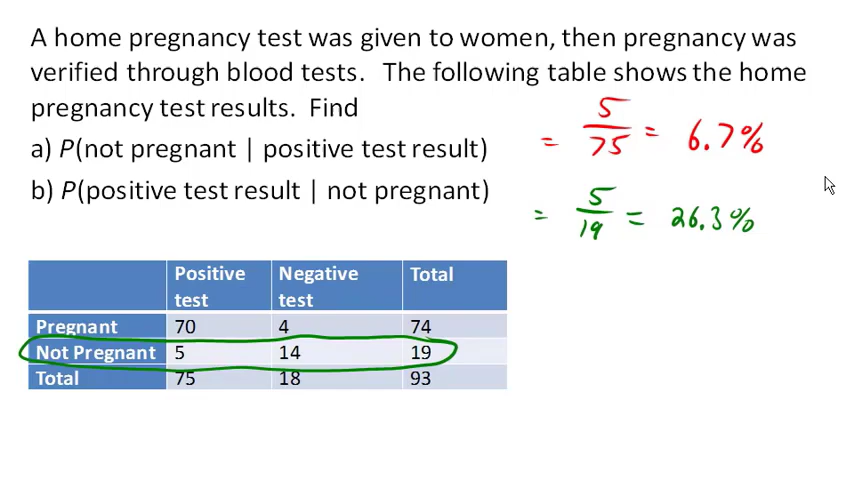 A home pregnancy test was given to women, then pregnancy was
verified through blood tests. The following table shows the home
pregnancy test results. Find
a) P(not pregnant | positive test result) = 5/75 = 6.7%
b) P(positive test result | not pregnant) = 5/19 = 26.3%
Positive test Negative test Total
Pregnant 70 4 74
Not Pregnant 5 14 19
Total 75 18 93